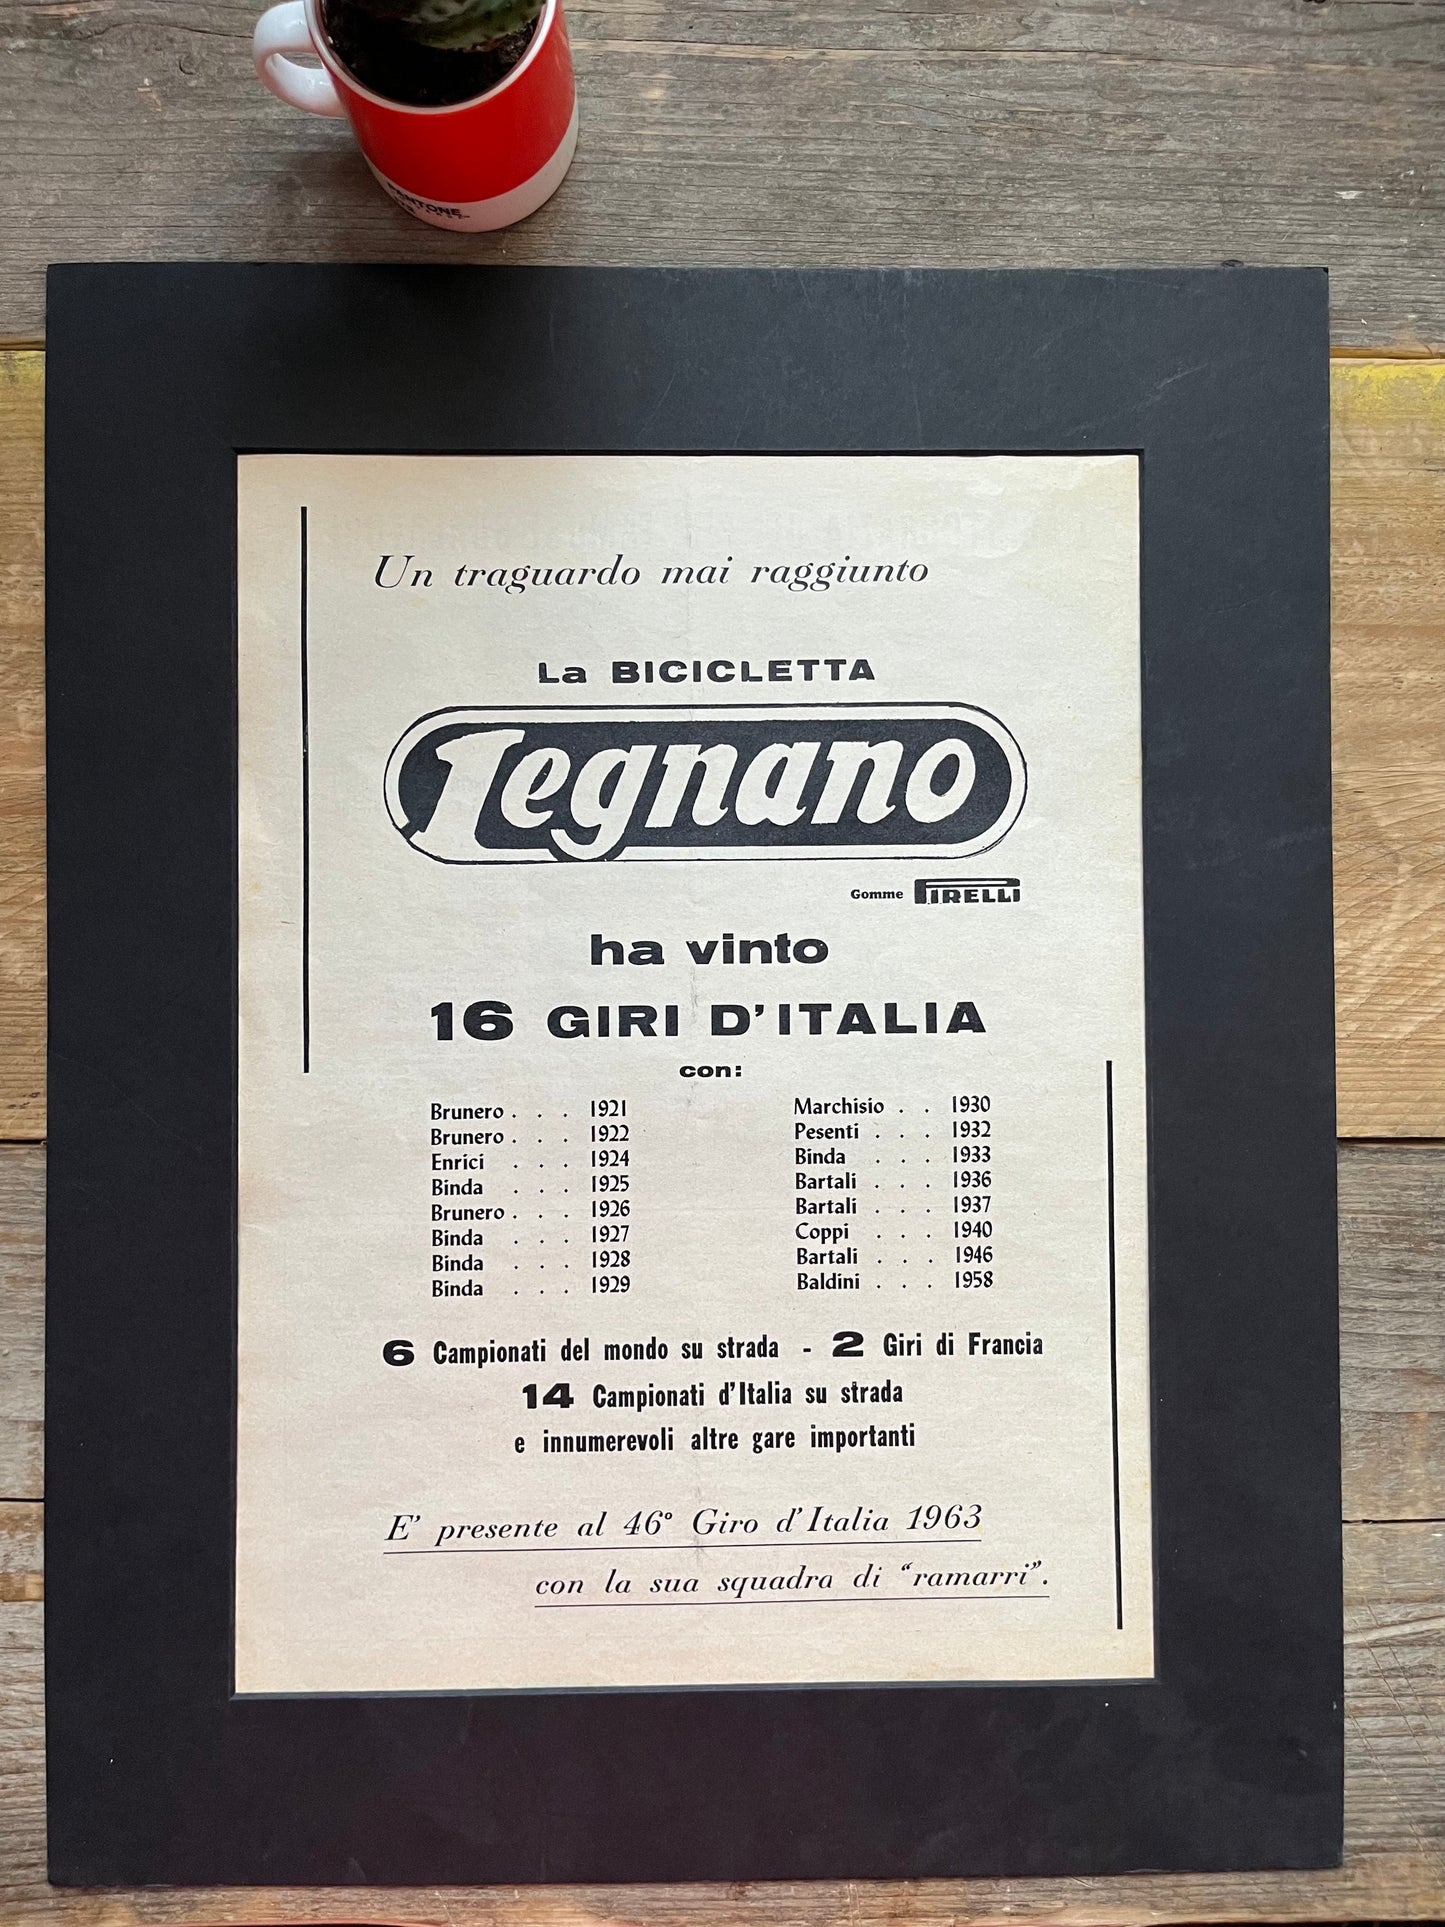 PANTONE
Un traguardo mai raggiunto
La BICICLETTA
Legnano
Gomme PIRELLI
ha vinto
16 GIRI D'ITALIA
con:
Brunero . . . 1921
Brunero . . . 1922
Enrici . . . 1924
Binda . . . 1925
Brunero . . . 1926
Binda . . . 1927
Binda . . . 1928
Binda . . . 1929
Marchisio . . 1930
Pesenti . . . 1932
Binda . . . 1933
Bartali . . . 1936
Bartali . . . 1937
Coppi . . . 1940
Bartali . . . 1946
Baldini . . . 1958
6 Campionati del mondo su strada - 2 Giri di Francia
14 Campionati d'Italia su strada
e innumerevoli altre gare importanti
E' presente al 46° Giro d'Italia 1963
con la sua squadra di “ramarri”.